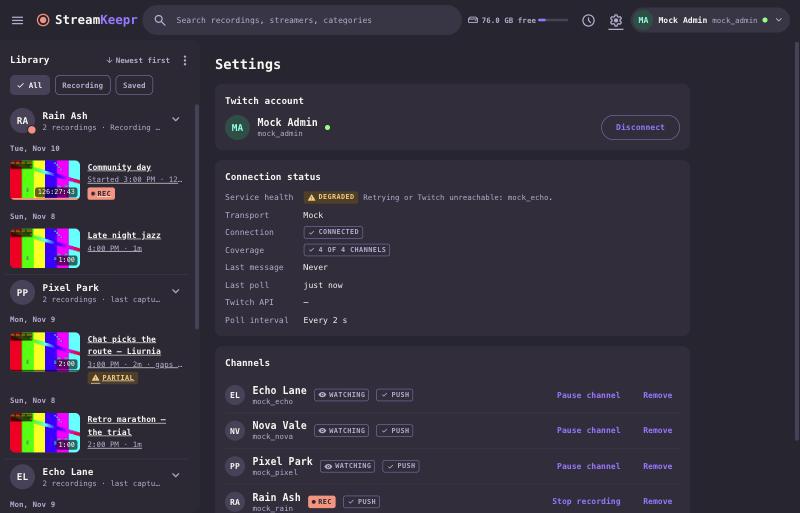 StreamKeepr
Search recordings, streamers, categories
76.0 GB free
MA Mock Admin mock_admin
Library
Newest first
All
Recording
Saved
RA Rain Ash
2 recordings · Recording …
Tue, Nov 10
Community day
Started 3:00 PM · 12…
126:27:43
REC
Sun, Nov 8
Late night jazz
4:00 PM · 1m
1:00
PP Pixel Park
2 recordings · last captu…
Mon, Nov 9
Chat picks the
route — Liurnia
3:00 PM · 2m · gaps …
2:00
PARTIAL
Sun, Nov 8
Retro marathon —
the trial
2:00 PM · 1m
1:00
EL Echo Lane
2 recordings · last captu…
Mon, Nov 9
Settings
Twitch account
MA Mock Admin
mock_admin
Disconnect
Connection status
Service health DEGRADED Retrying or Twitch unreachable: mock_echo.
Transport Mock
Connection CONNECTED
Coverage 4 OF 4 CHANNELS
Last message Never
Last poll just now
Twitch API —
Poll interval Every 2 s
Channels
EL Echo Lane WATCHING PUSH Pause channel Remove
mock_echo
NV Nova Vale WATCHING PUSH Pause channel Remove
mock_nova
PP Pixel Park WATCHING PUSH Pause channel Remove
mock_pixel
RA Rain Ash REC PUSH Stop recording Remove
mock_rain